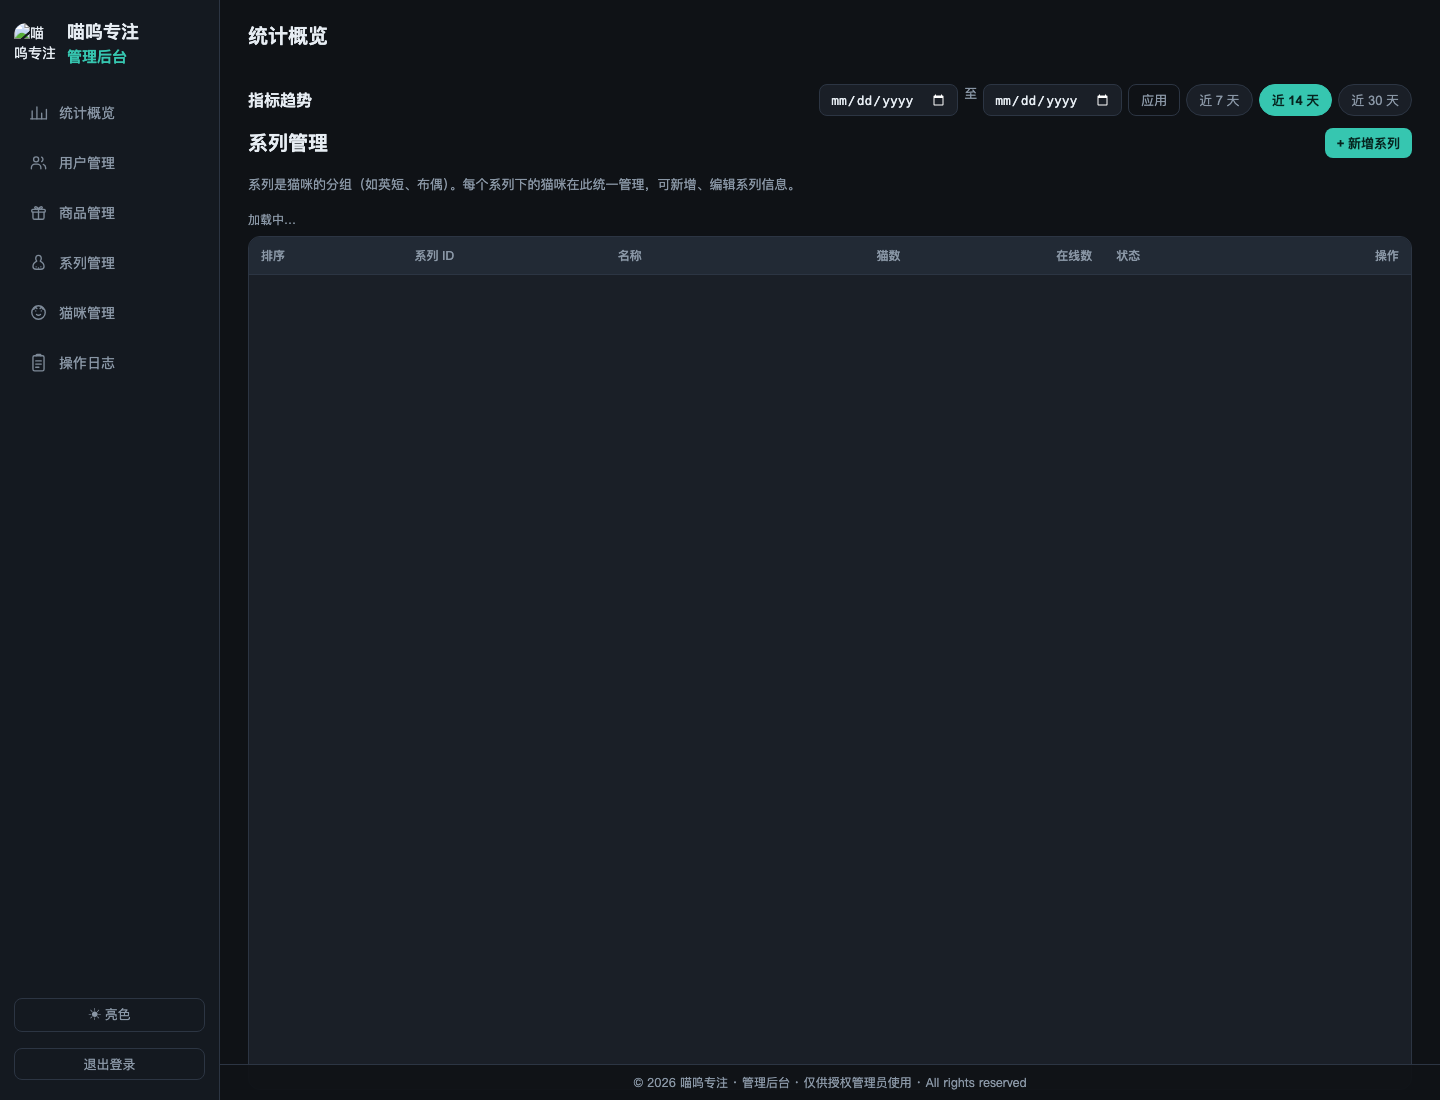 喵
呜专注
喵呜专注
管理后台
统计概览
用户管理
商品管理
系列管理
猫咪管理
操作日志
☀ 亮色
退出登录
统计概览
指标趋势
mm/dd/yyyy 至 mm/dd/yyyy 应用 近 7 天 近 14 天 近 30 天
系列管理
+ 新增系列
系列是猫咪的分组（如英短、布偶）。每个系列下的猫咪在此统一管理，可新增、编辑系列信息。
加载中…
排序 系列 ID 名称 猫数 在线数 状态 操作
© 2026 喵呜专注 · 管理后台 · 仅供授权管理员使用 · All rights reserved